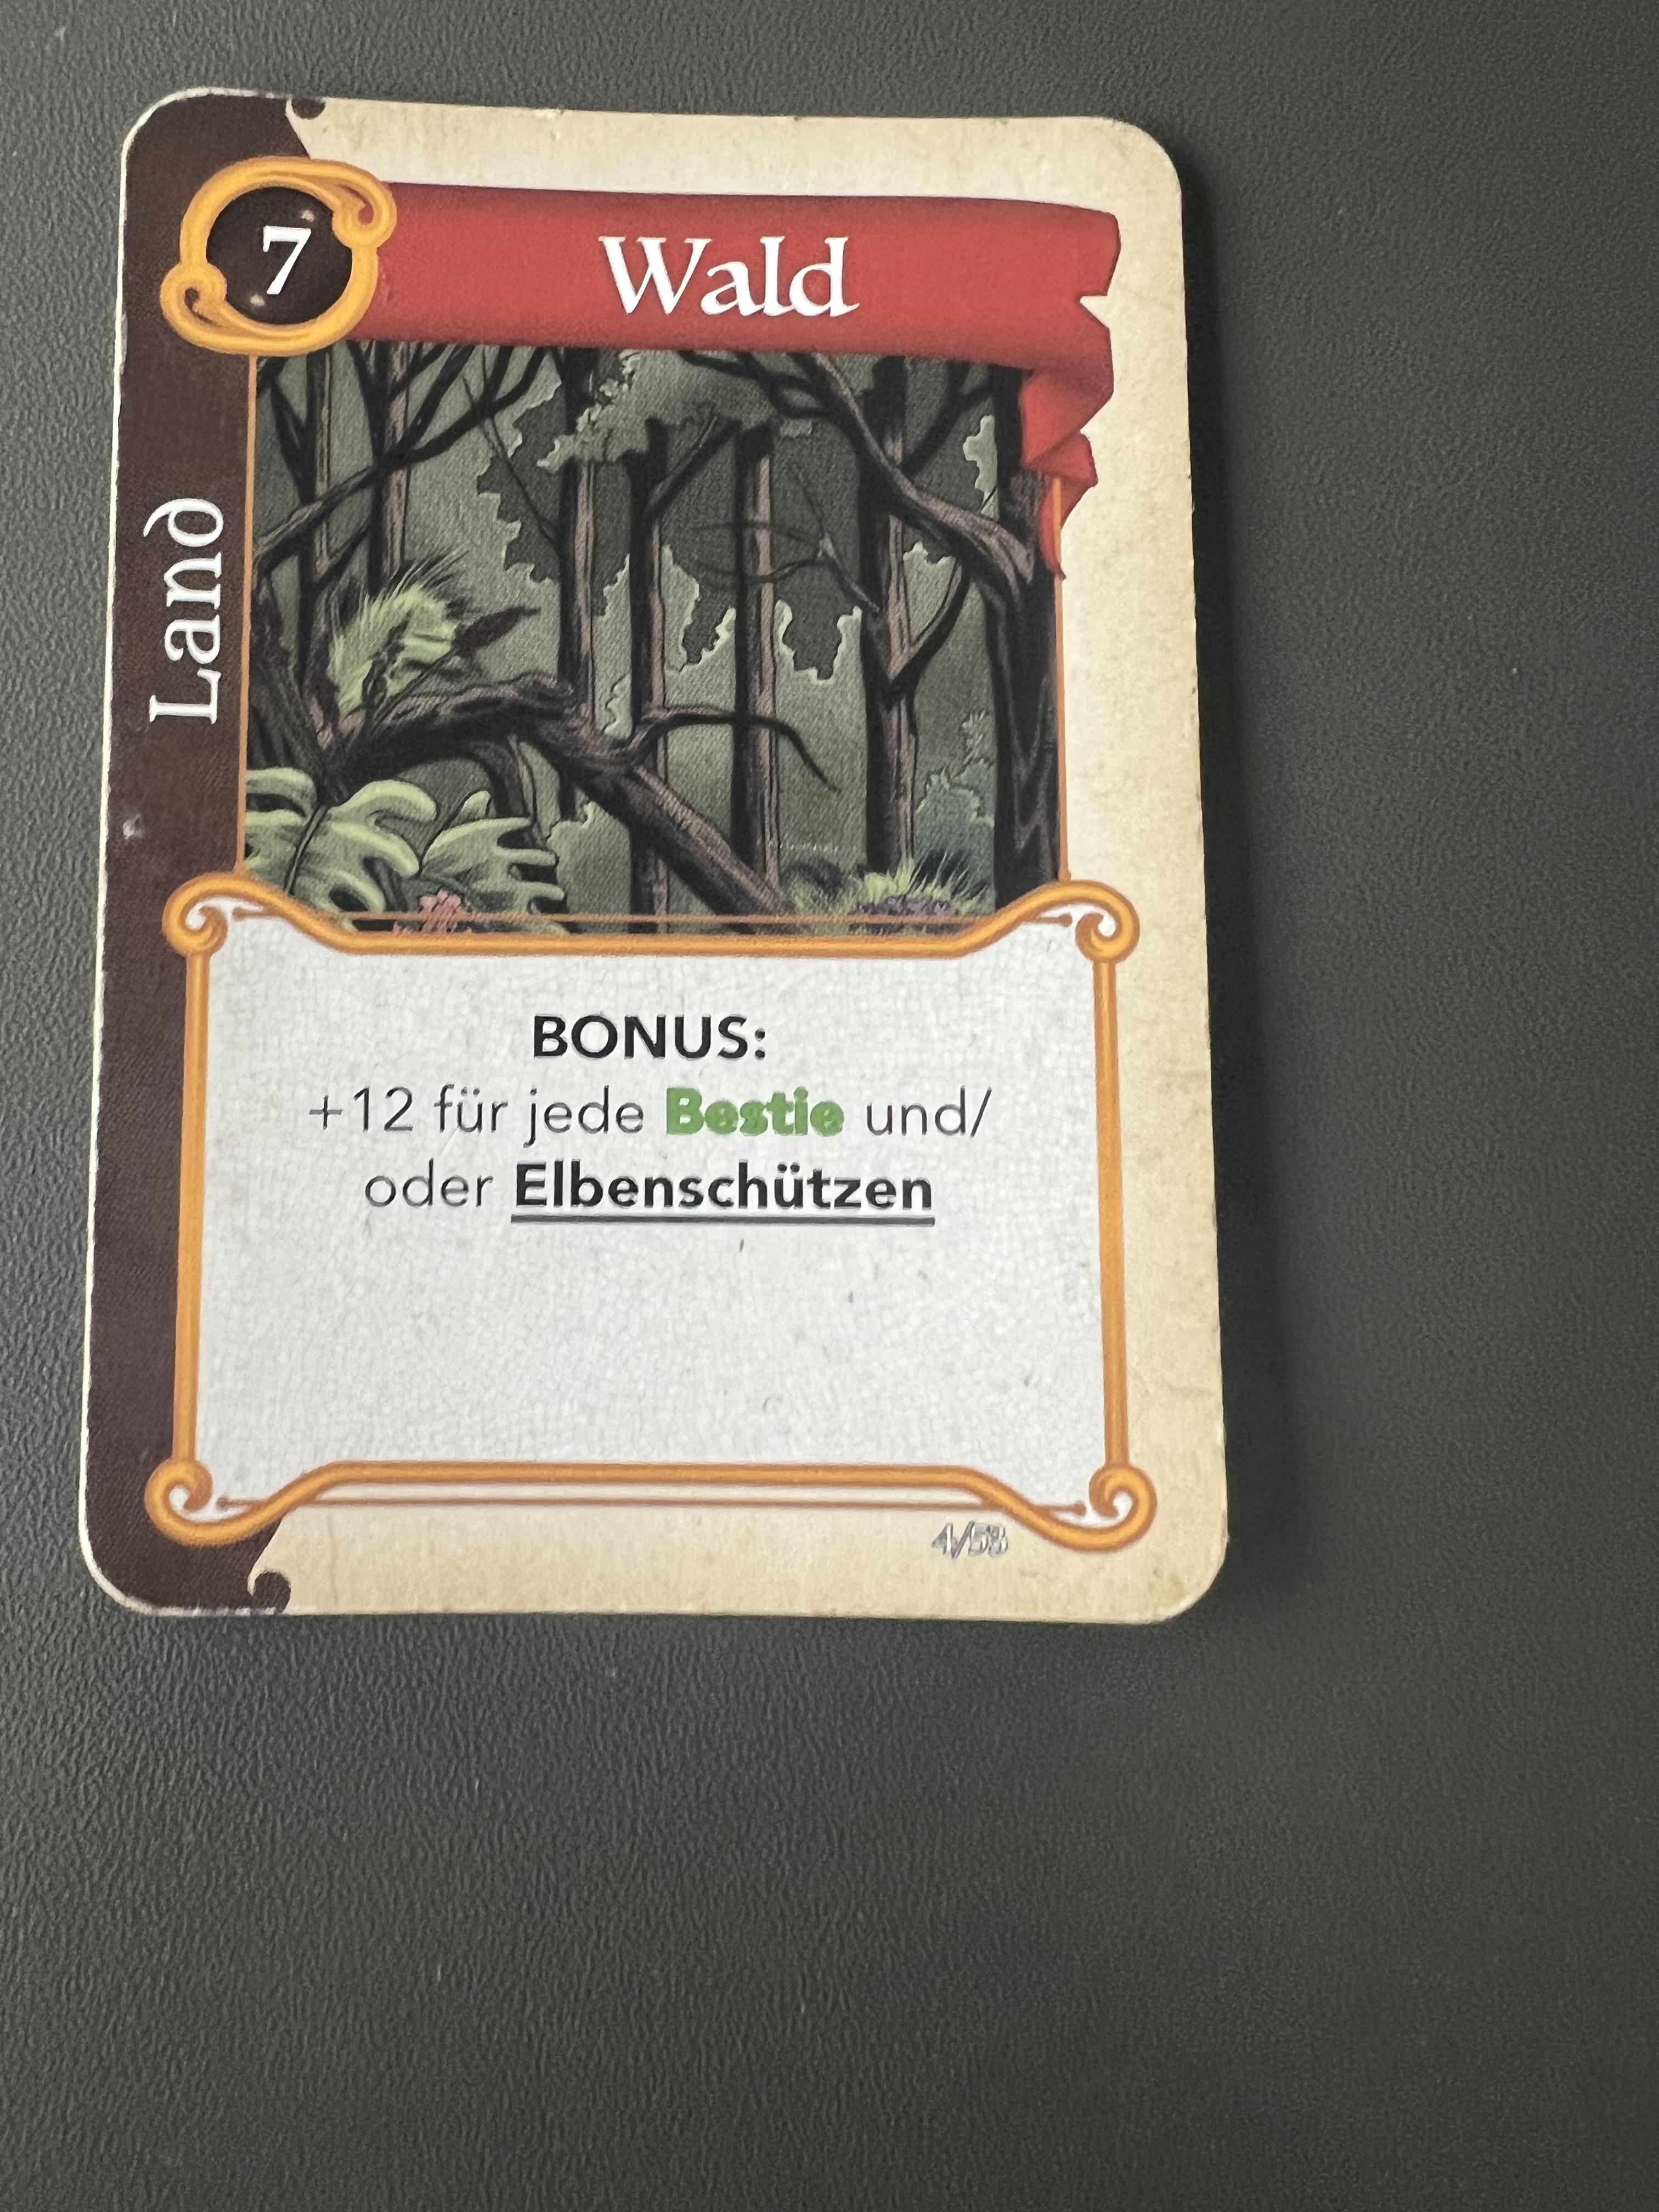 7
Wald
Land
BONUS:
+12 für jede Bestie und/
oder Elbenschützen
4/53